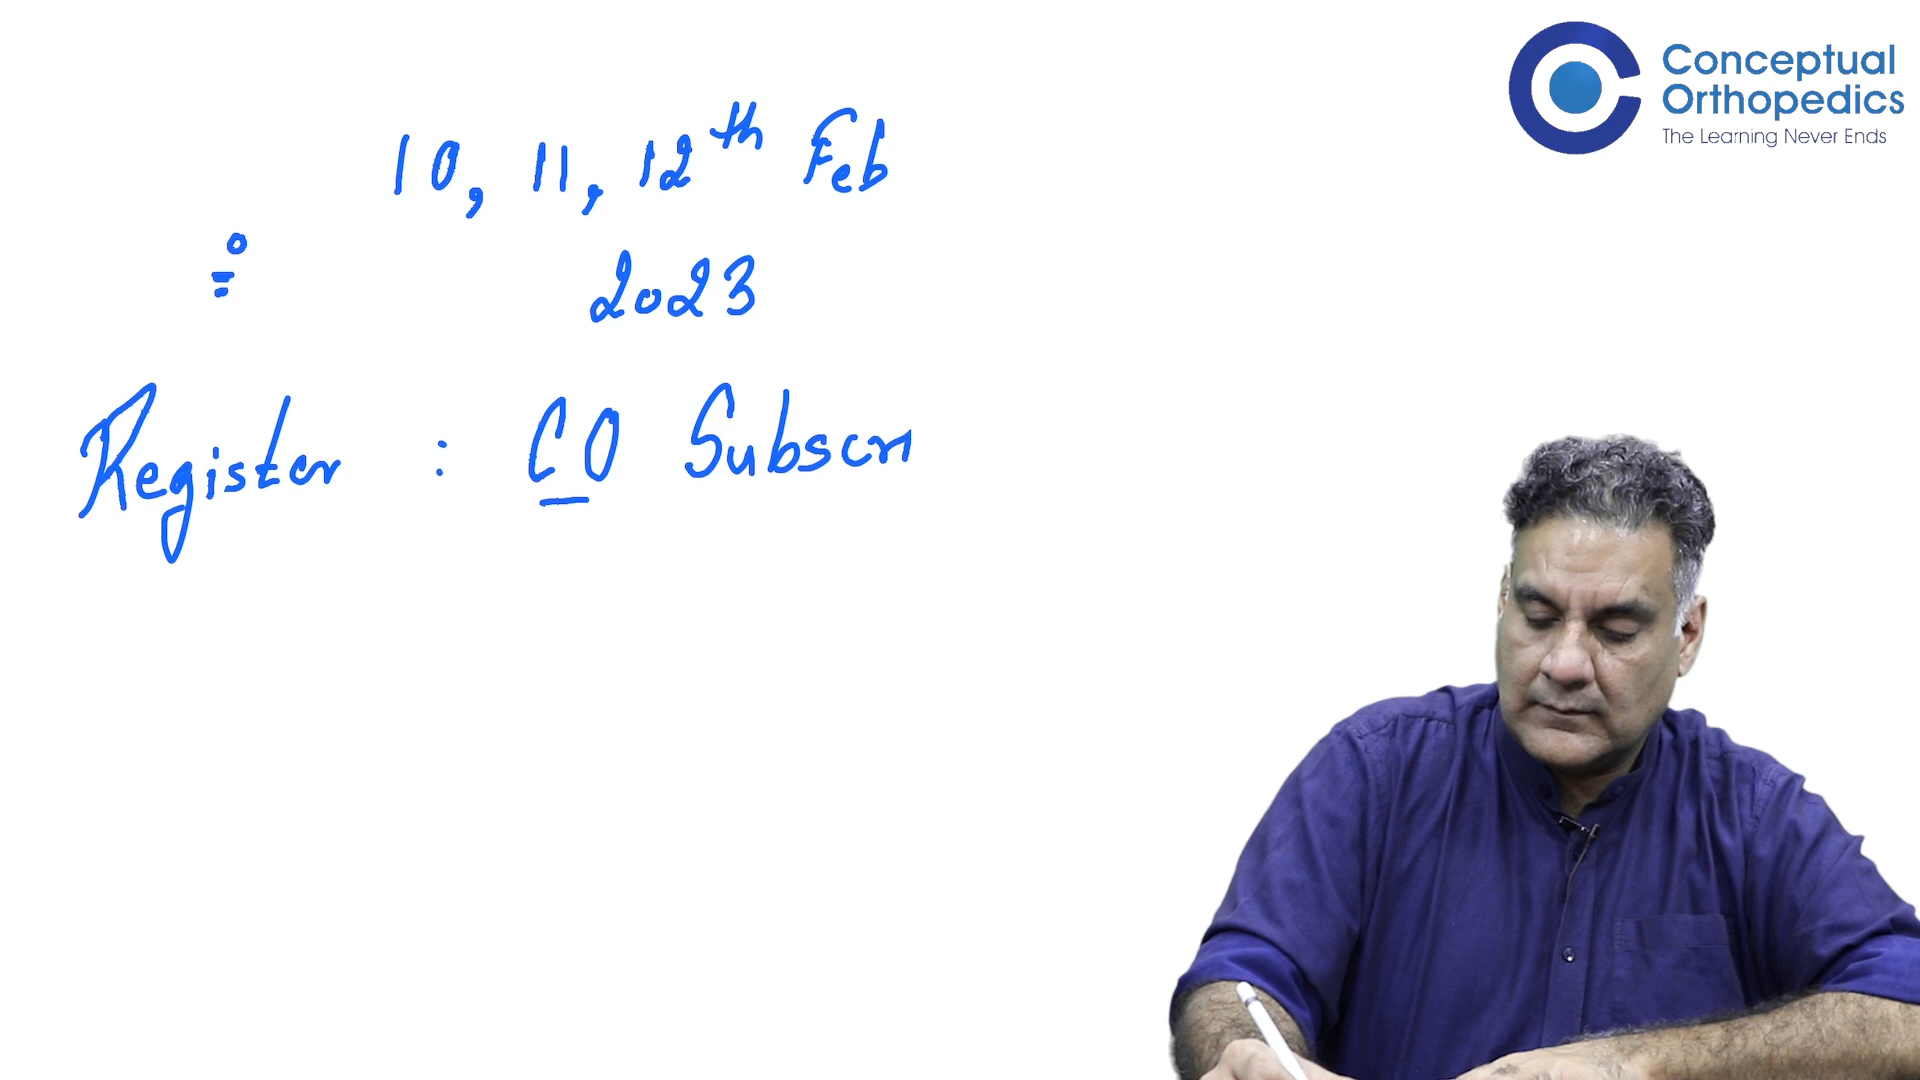 Conceptual
Orthopedics
The Learning Never Ends
10, 11, 12th Feb
2023
Register : CO Subscri